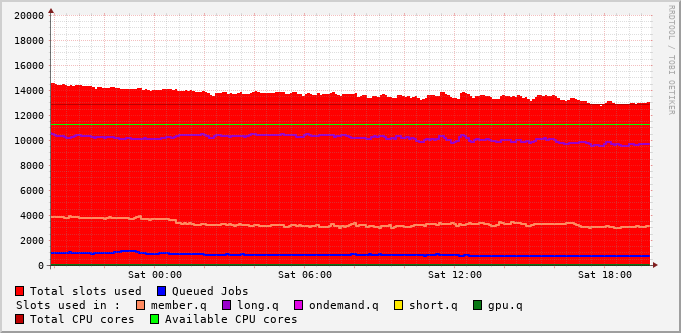 20000
18000
16000
14000
12000
10000
8000
6000
4000
2000
0
Sat 00:00 Sat 06:00 Sat 12:00 Sat 18:00
RRDTOOL / TOBI OETIKER
Total slots used Queued Jobs
Slots used in : member.q long.q ondemand.q short.q gpu.q
Total CPU cores Available CPU cores